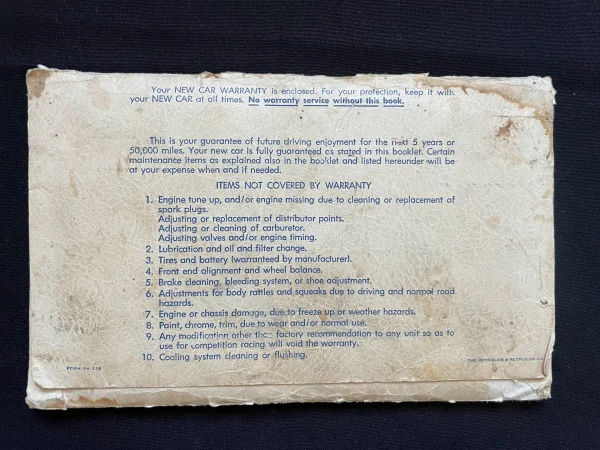 Your NEW CAR WARRANTY is enclosed. For your protection, keep it with
your NEW CAR at all times. No warranty service without this book.
This is your guarantee of future driving enjoyment for the next 5 years or
50,000 miles. Your new car is fully guaranteed as stated in this booklet. Certain
maintenance items as explained also in the booklet and listed hereunder will be
at your expense when and if needed.
ITEMS NOT COVERED BY WARRANTY
1. Engine tune up, and/or engine missing due to cleaning or replacement of
spark plugs.
Adjusting or replacement of distributor points.
Adjusting or cleaning of carburetor.
Adjusting valves and/or engine timing.
2. Lubrication and oil and filter change.
3. Tires and battery (warranteed by manufacturer).
4. Front end alignment and wheel balance.
5. Brake cleaning, bleeding system, or shoe adjustment.
6. Adjustments for body rattles and squeaks due to driving and normal road
hazards.
7. Engine or chassis damage, due to freeze up or weather hazards.
8. Paint, chrome, trim, due to wear and/or normal use.
9. Any modification other than factory recommendation to any unit so as to
use for competition racing will void the warranty.
10. Cooling system cleaning or flushing.
FORM
THE REYNOLDS & REYNOLDS CO.